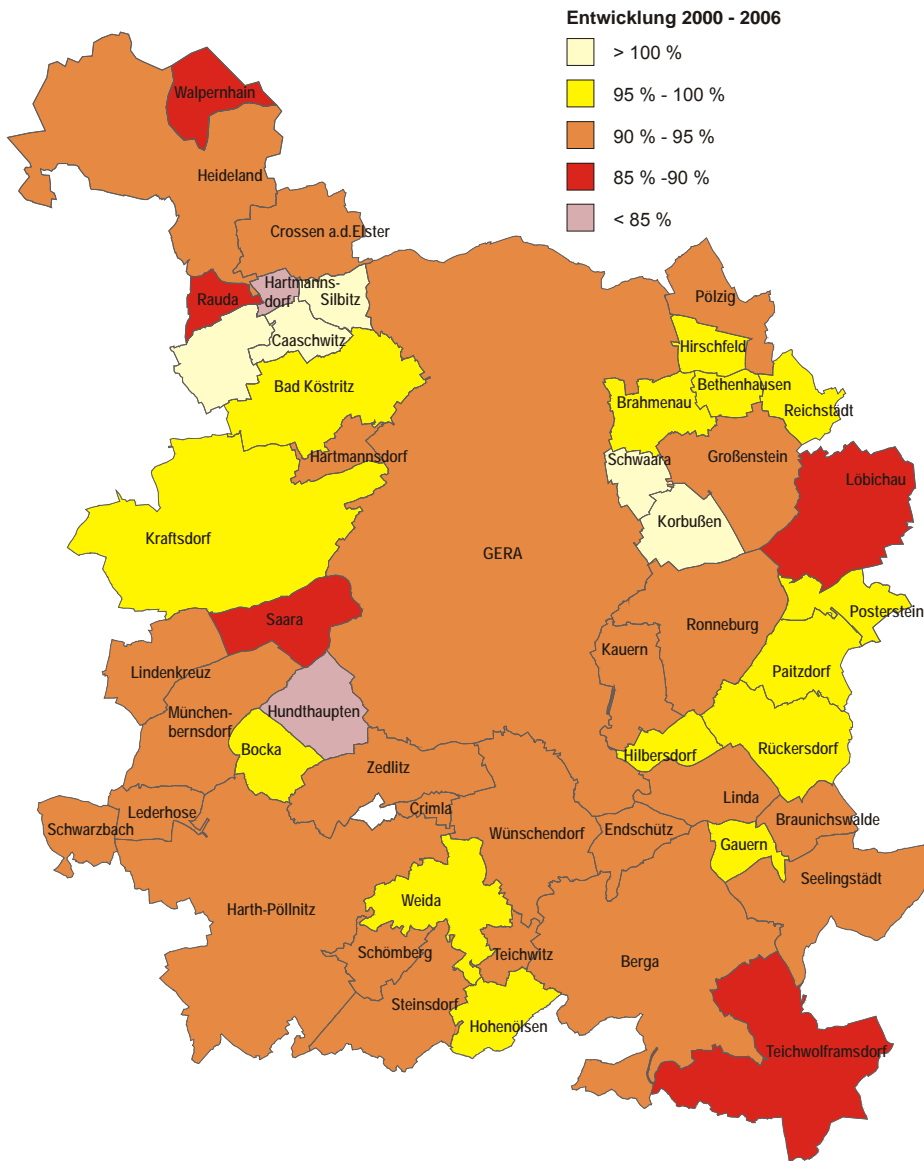 Entwicklung 2000 - 2006
> 100 %
95 % - 100 %
90 % - 95 %
85 % -90 %
< 85 %
Walpernhain
Heideland
Crossen a.d.Elster
Hartmanns-
dorf
Silbitz
Rauda
Caaschwitz
Bad Köstritz
Hartmannsdorf
Kraftsdorf
Pölzig
Hirschfeld
Bethenhausen
Brahmenau
Reichstädt
Schwaara
Großenstein
Löbichau
Korbußen
GERA
Saara
Ronneburg
Posterstein
Kauern
Paitzdorf
Lindenkreuz
München-
bernsdorf
Hundthaupten
Bocka
Hilbersdorf
Rückersdorf
Zedlitz
Linda
Crimla
Lederhose
Schwarzbach
Wünschendorf
Endschütz
Braunichswalde
Gauern
Seelingstädt
Harth-Pöllnitz
Weida
Schömberg
Teichwitz
Berga
Steinsdorf
Hohenölsen
Teichwolframsdorf